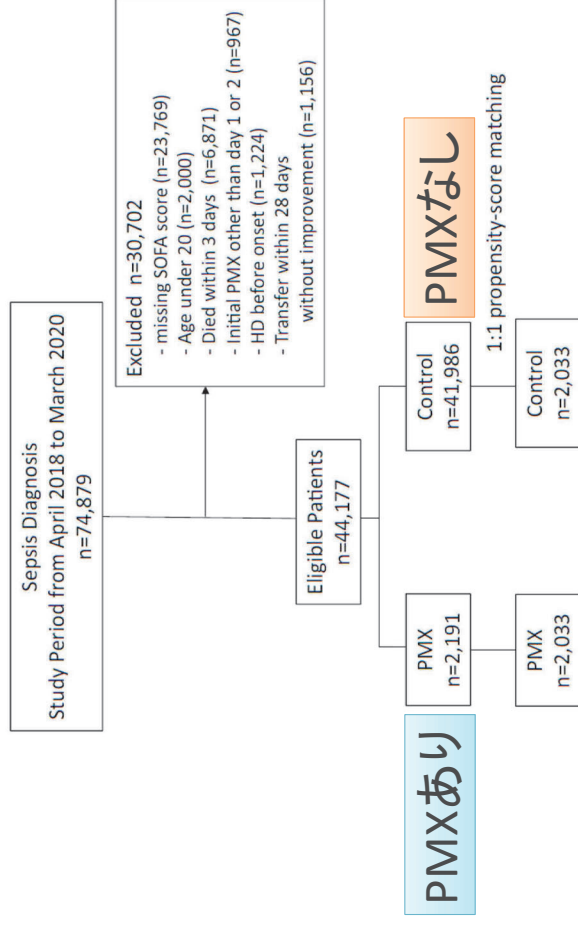 Sepsis Diagnosis
Study Period from April 2018 to March 2020
n=74,879
Excluded  n=30,702
- missing SOFA score (n=23,769)
- Age under 20 (n=2,000)
- Died within 3 days  (n=6,871)
- Initial PMX other than day 1 or 2 (n=967)
- HD before onset (n=1,224)
- Transfer within 28 days
without improvement (n=1,156)
Eligible Patients
n=44,177
PMXあり
PMX
n=2,191
Control
n=41,986
PMXなし
1:1 propensity-score matching
PMX
n=2,033
Control
n=2,033